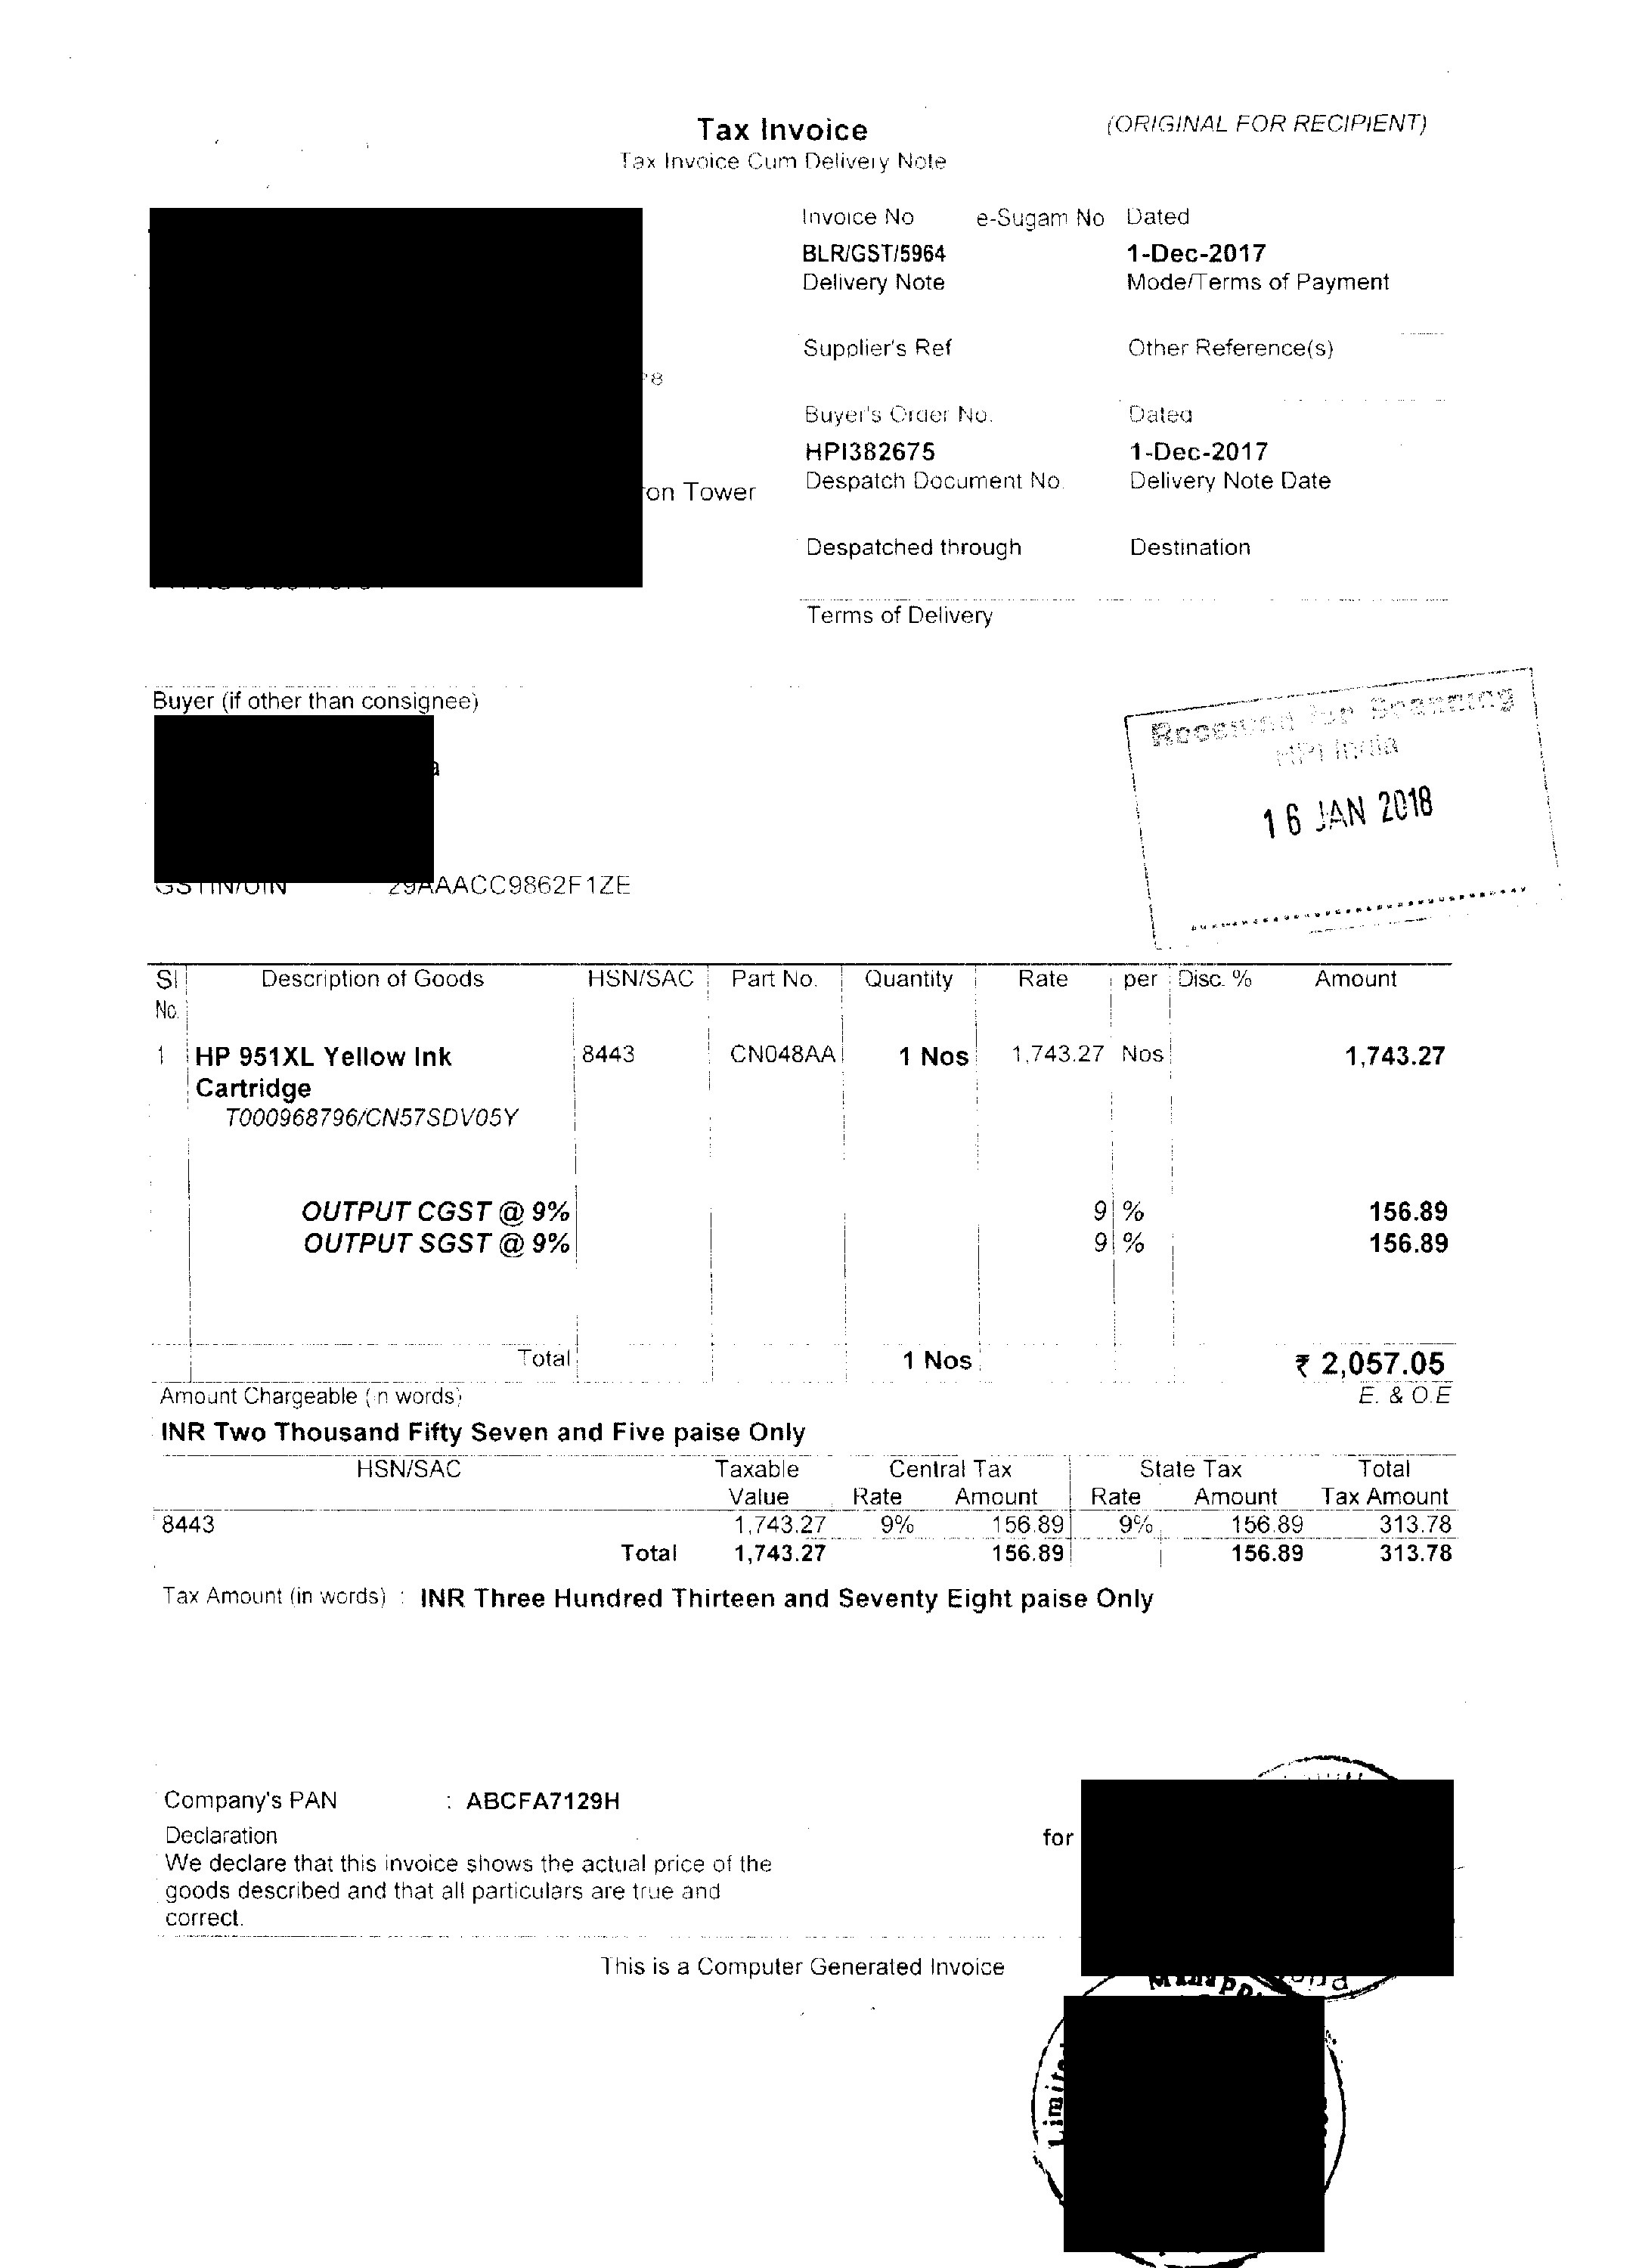 Tax Invoice
(ORIGINAL FOR RECIPIENT)
Tax Invoice Cum Delivery Note
Invoice No e-Sugam No Dated
BLR/GST/5964 1-Dec-2017
Delivery Note Mode/Terms of Payment
Supplier's Ref Other Reference(s)
Buyer's Order No. Dated
HPI382675 1-Dec-2017
Despatch Document No. Delivery Note Date
on Tower
Despatched through Destination
Terms of Delivery
Buyer (if other than consignee)
Received for Scanning
HPI India
16 JAN 2018
GSTIN/UIN : 29AAACC9862F1ZE
Sl No. Description of Goods HSN/SAC Part No. Quantity Rate per Disc. % Amount
1 HP 951XL Yellow Ink 8443 CN048AA 1 Nos 1,743.27 Nos 1,743.27
Cartridge
T000968796/CN57SDV05Y
OUTPUT CGST @ 9% 9 % 156.89
OUTPUT SGST @ 9% 9 % 156.89
Total 1 Nos ₹ 2,057.05
Amount Chargeable (in words) E. & O.E
INR Two Thousand Fifty Seven and Five paise Only
HSN/SAC Taxable Central Tax State Tax Total
Value Rate Amount Rate Amount Tax Amount
8443 1,743.27 9% 156.89 9% 156.89 313.78
Total 1,743.27 156.89 156.89 313.78
Tax Amount (in words) : INR Three Hundred Thirteen and Seventy Eight paise Only
Company's PAN : ABCFA7129H
Declaration
for
We declare that this invoice shows the actual price of the
goods described and that all particulars are true and
correct.
This is a Computer Generated Invoice